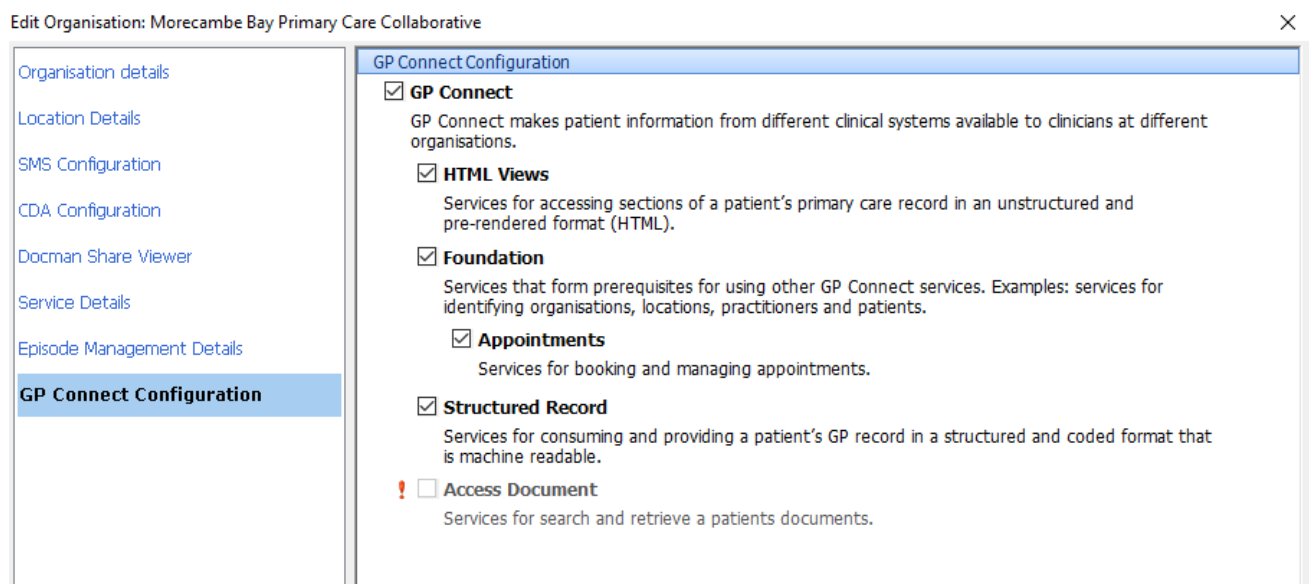 Edit Organisation: Morecambe Bay Primary Care Collaborative
Organisation details
Location Details
SMS Configuration
CDA Configuration
Docman Share Viewer
Service Details
Episode Management Details
GP Connect Configuration
GP Connect Configuration
GP Connect
GP Connect makes patient information from different clinical systems available to clinicians at different
organisations.
HTML Views
Services for accessing sections of a patient's primary care record in an unstructured and
pre-rendered format (HTML).
Foundation
Services that form prerequisites for using other GP Connect services. Examples: services for
identifying organisations, locations, practitioners and patients.
Appointments
Services for booking and managing appointments.
Structured Record
Services for consuming and providing a patient's GP record in a structured and coded format that
is machine readable.
Access Document
Services for search and retrieve a patients documents.